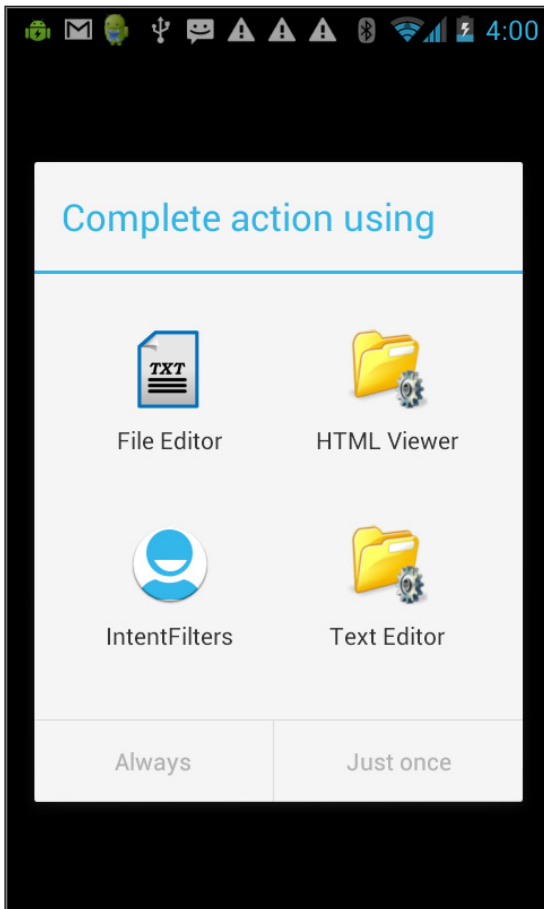 4:00
Complete action using
TXT
File Editor
HTML Viewer
IntentFilters
Text Editor
Always
Just once